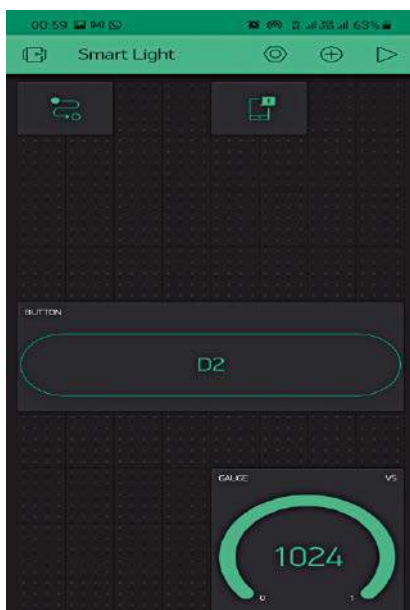 00:59 63%
Smart Light
BUTTON
D2
GAUGE V5
1024
0 1